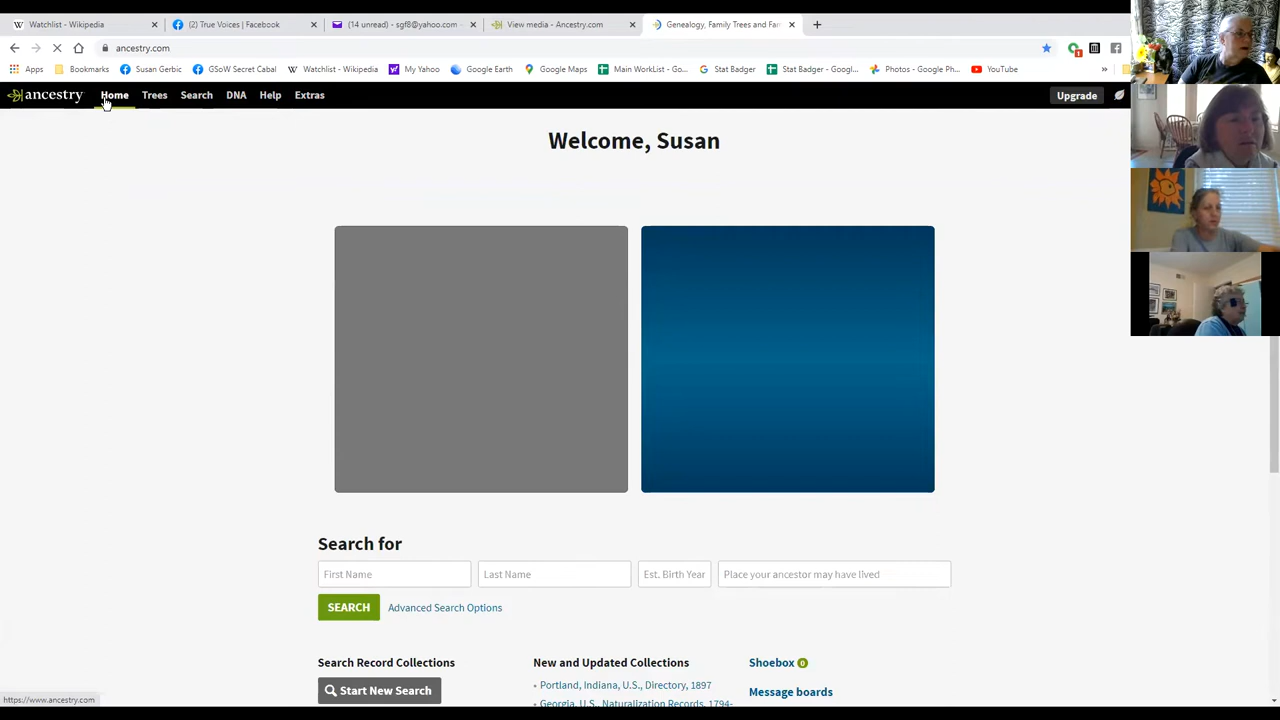 Watchlist - Wikipedia
(2) True Voices | Facebook
(14 unread) - sgf8@yahoo.com -
View media - Ancestry.com
Genealogy, Family Trees and Fam
ancestry.com
Apps
Bookmarks
Susan Gerbic
GSoW Secret Cabal
Watchlist - Wikipedia
My Yahoo
Google Earth
Google Maps
Main WorkList - Go...
Stat Badger
Stat Badger - Googl...
Photos - Google Ph...
YouTube
»
ancestry
Home
Trees
Search
DNA
Help
Extras
Upgrade
Welcome, Susan
Search for
First Name
Last Name
Est. Birth Year
Place your ancestor may have lived
SEARCH
Advanced Search Options
Search Record Collections
New and Updated Collections
Shoebox 0
Start New Search
Portland, Indiana, U.S., Directory, 1897
Message boards
Georgia, U.S., Naturalization Records, 1794-
https://www.ancestry.com